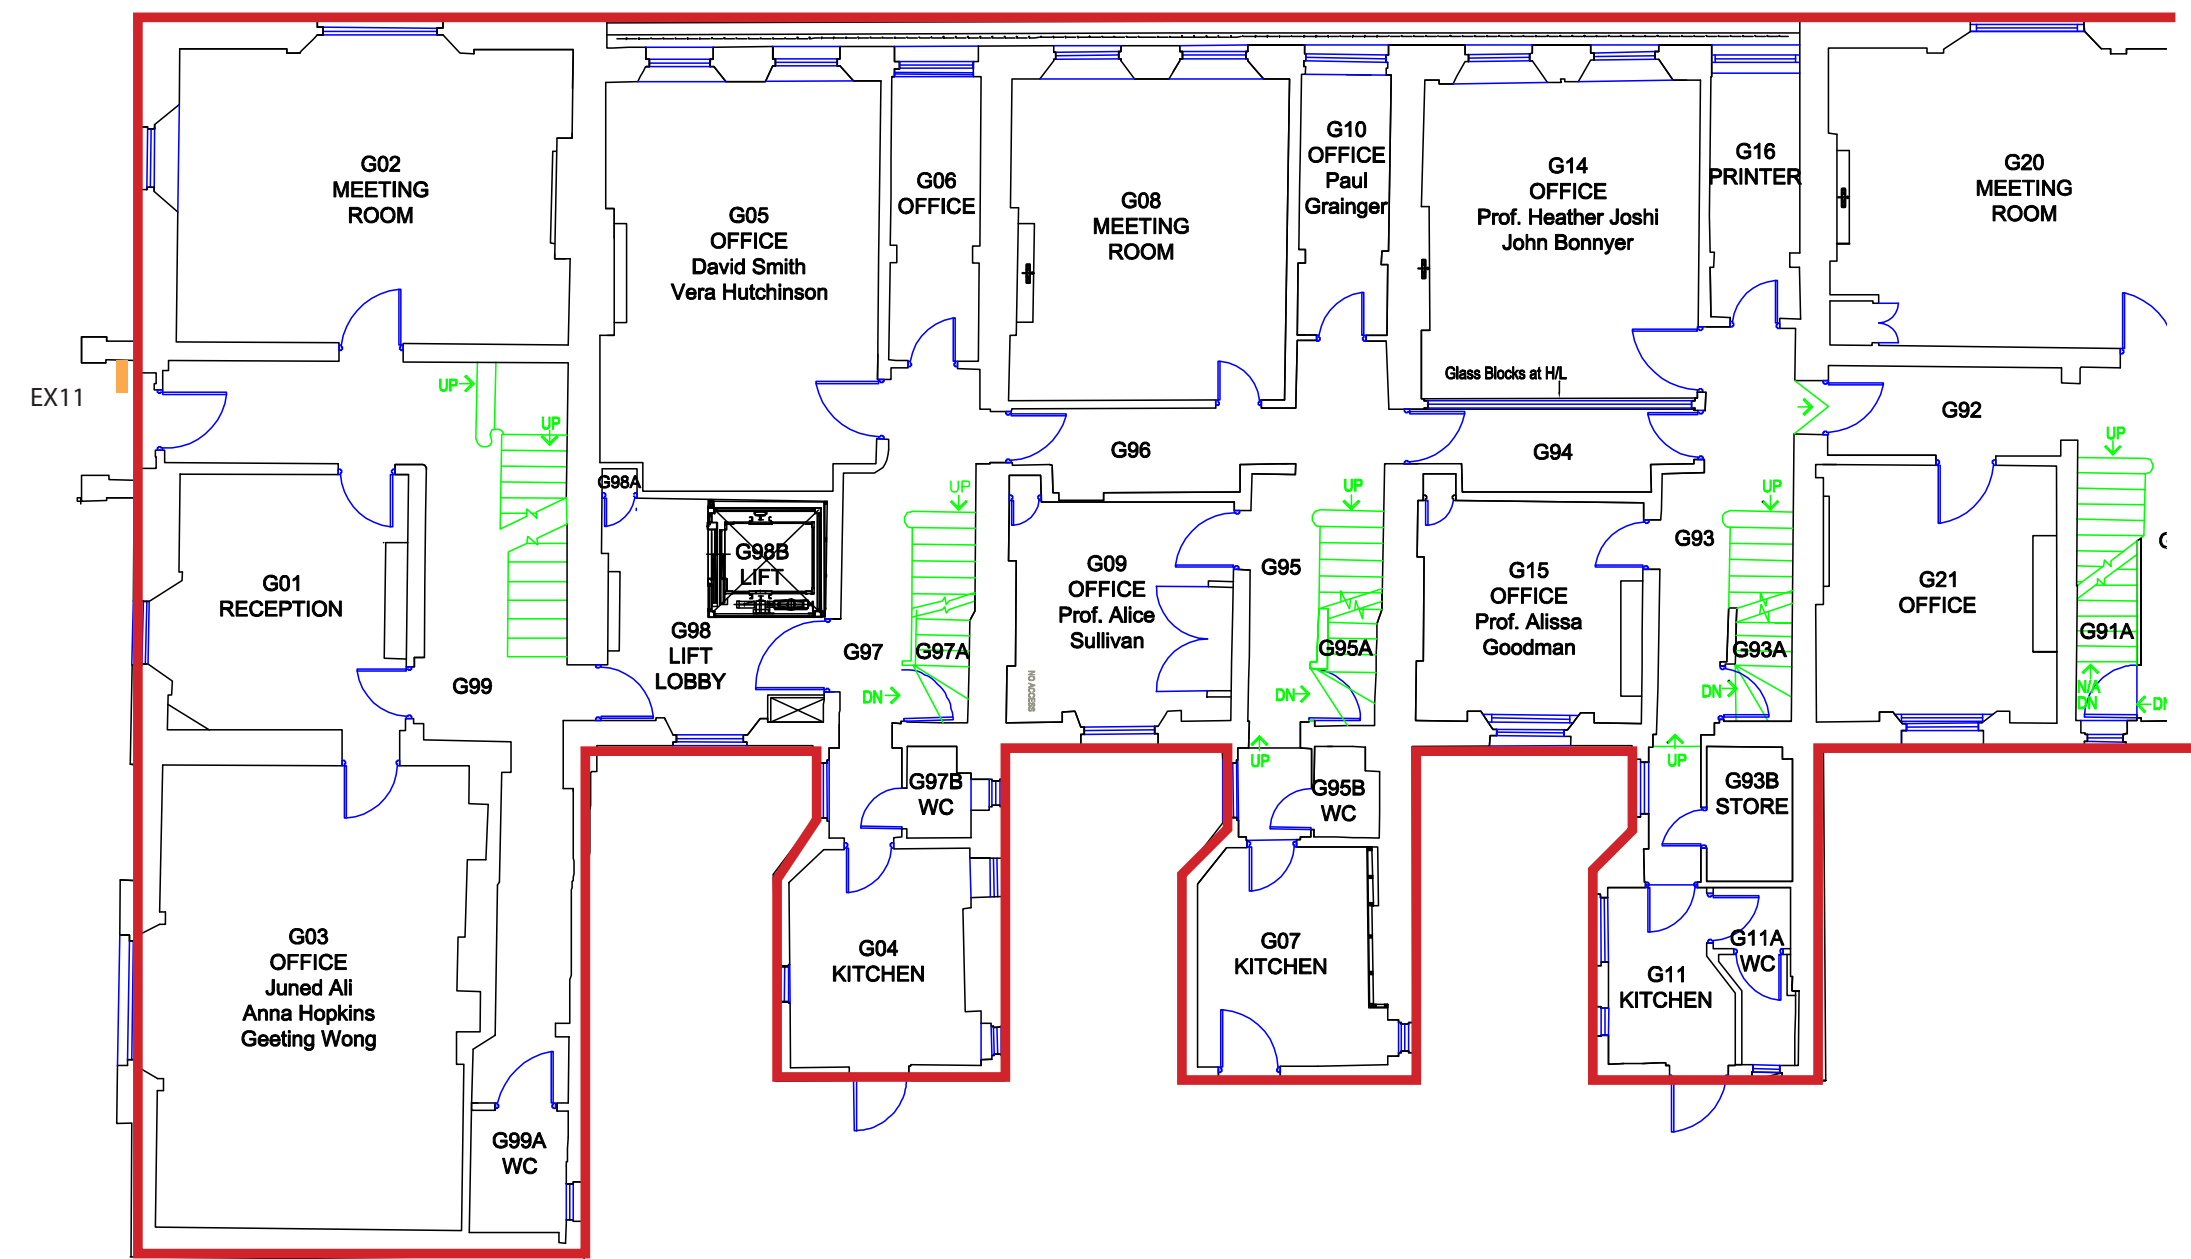 G02
MEETING
ROOM
G05
OFFICE
David Smith
Vera Hutchinson
G06
OFFICE
G08
MEETING
ROOM
G10
OFFICE
Paul
Grainger
G14
OFFICE
Prof. Heather Joshi
John Bonnyer
Glass Blocks at H/L
G16
PRINTER
G20
MEETING
ROOM
EX11
UP
UP
G96
G94
G92
UP
G98A
UP
UP
UP
G01
RECEPTION
G98B
LIFT
G98
LIFT
LOBBY
G99
G97
G97A
DN
G09
OFFICE
Prof. Alice
Sullivan
NO ACCESS
G95
G95A
DN
G15
OFFICE
Prof. Alissa
Goodman
G93
G93A
DN
G21
OFFICE
G91A
N/A
DN
UP
UP
G97B
WC
G95B
WC
G93B
STORE
G03
OFFICE
Juned Ali
Anna Hopkins
Geeting Wong
G04
KITCHEN
G07
KITCHEN
G11
KITCHEN
G11A
WC
G99A
WC